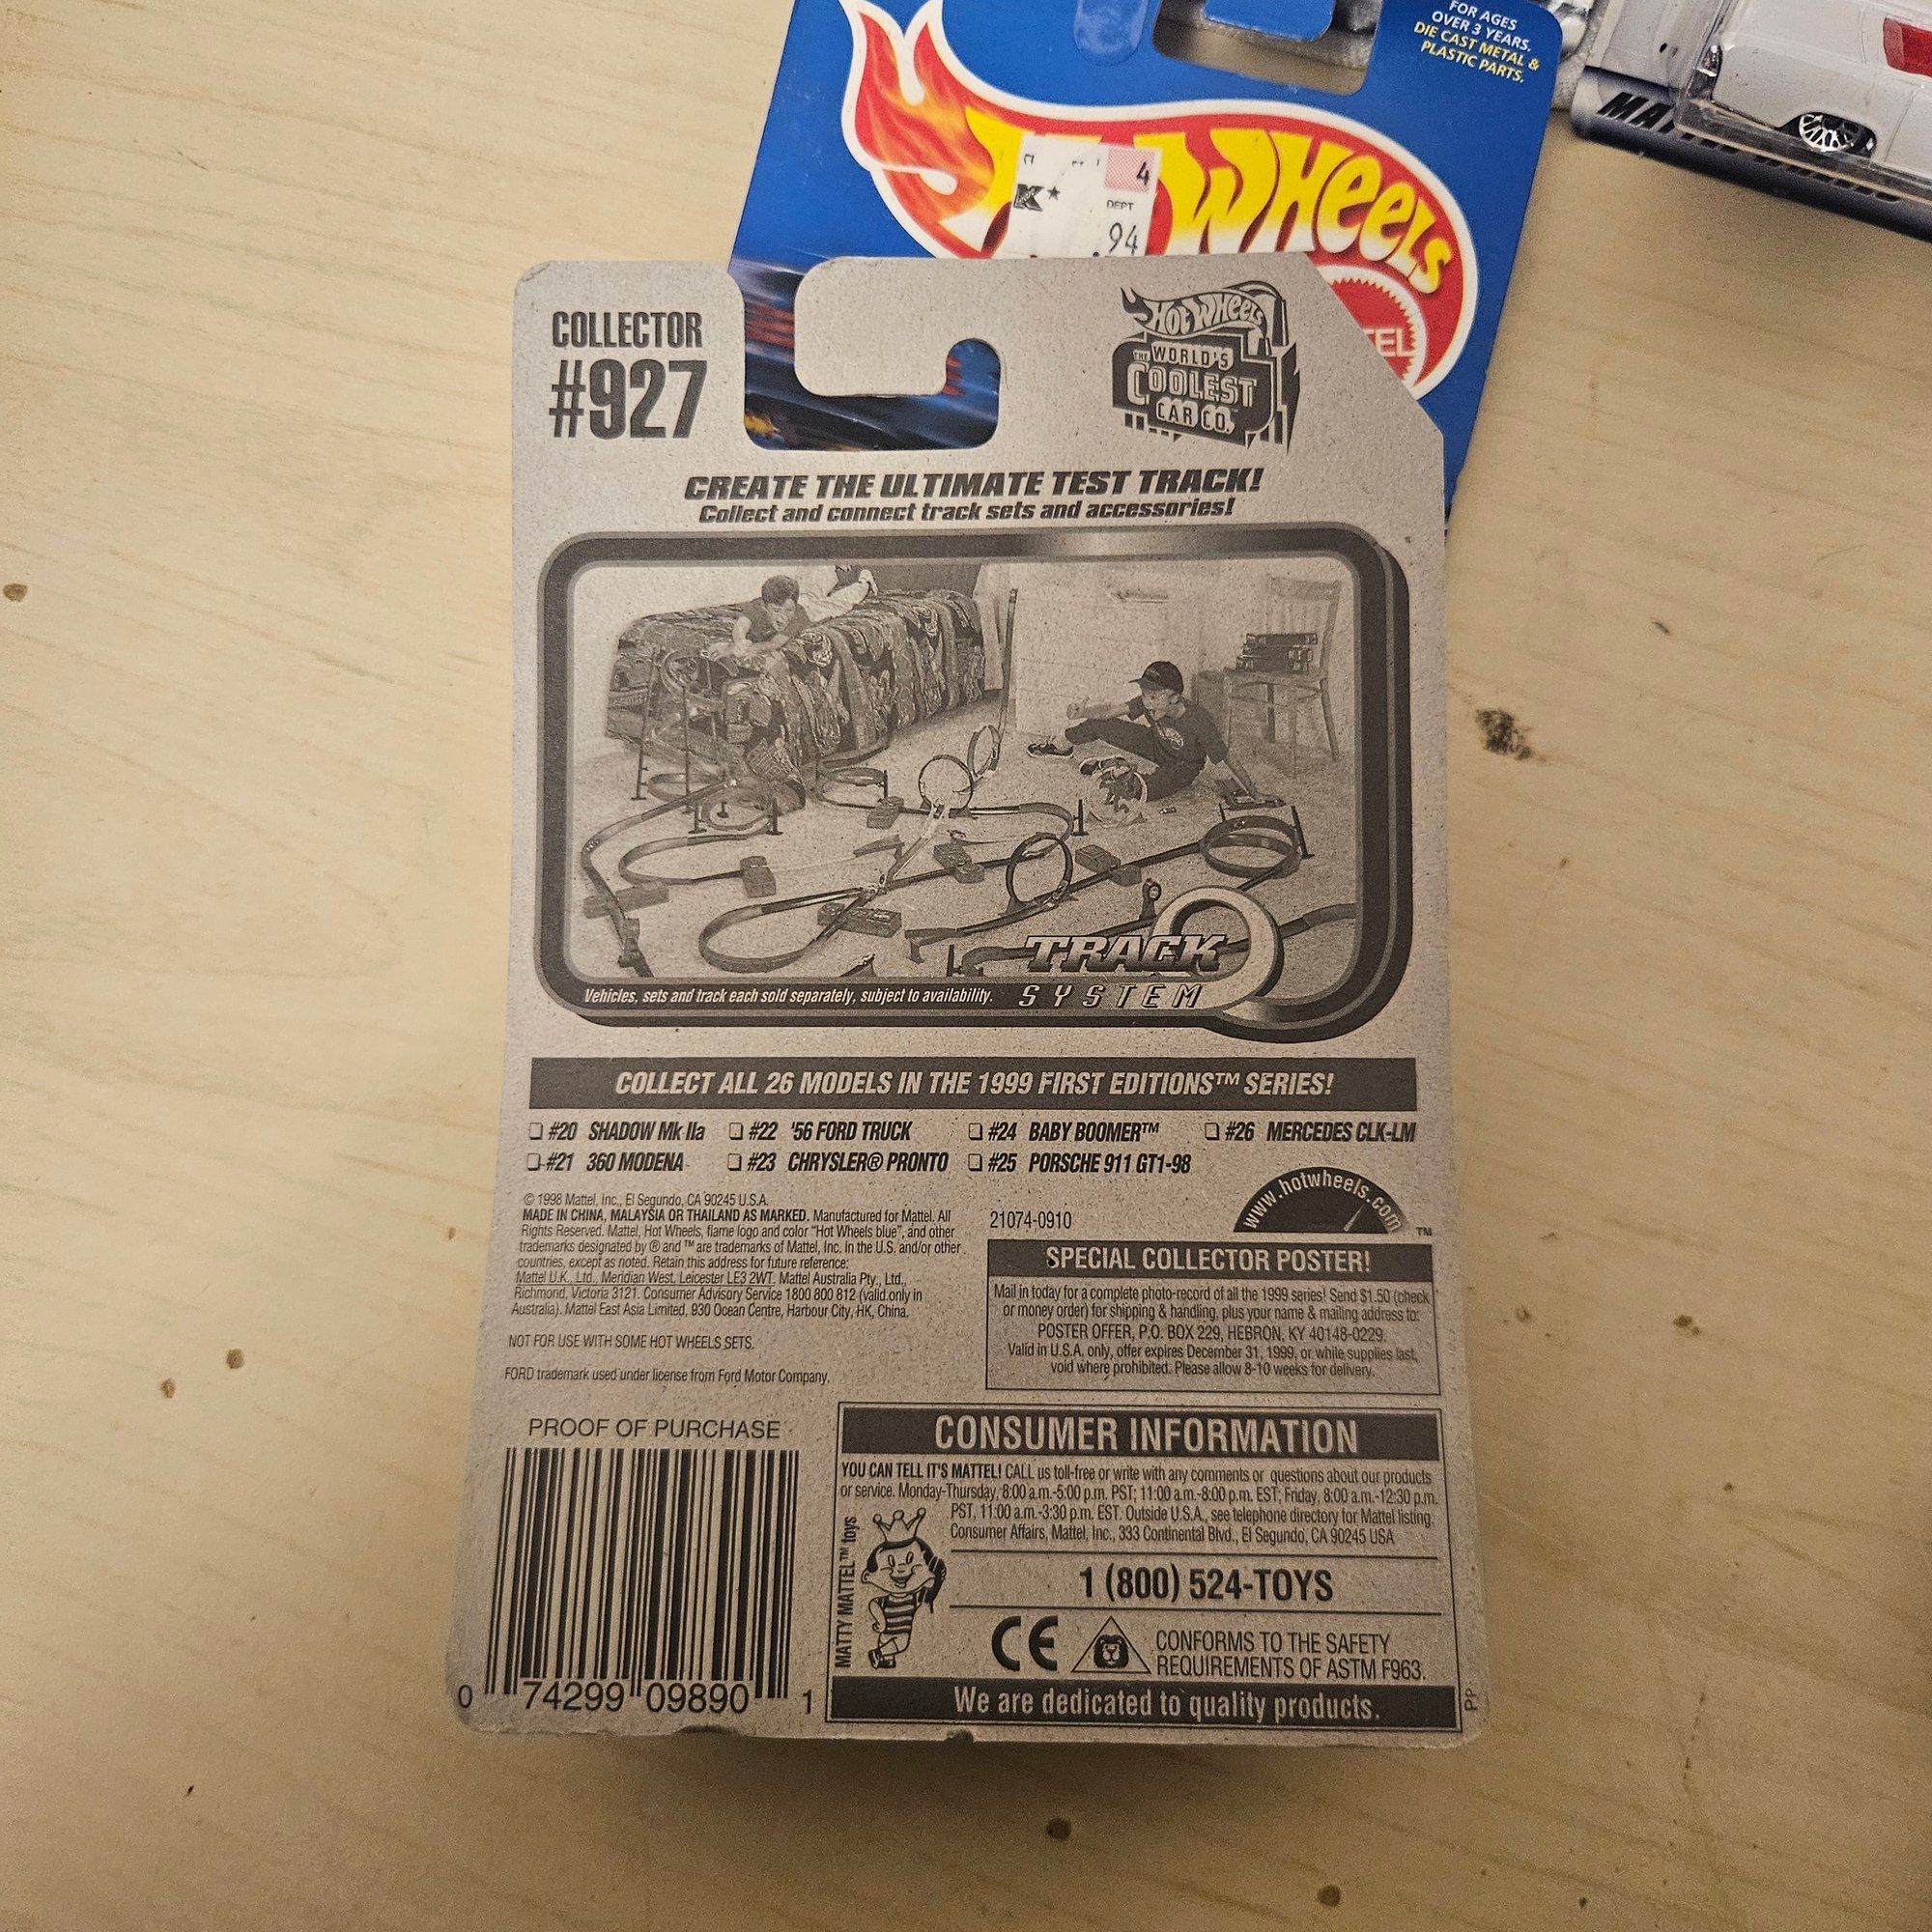 FOR AGES
OVER 3 YEARS.
DIE CAST METAL &
PLASTIC PARTS.
WHEELS
K
4
DEPT
.94
COLLECTOR
#927
HOT WHEELS
THE WORLD'S
COOLEST
CAR CO.
CREATE THE ULTIMATE TEST TRACK!
Collect and connect track sets and accessories!
TRACK
SYSTEM
Vehicles, sets and track each sold separately, subject to availability.
COLLECT ALL 26 MODELS IN THE 1999 FIRST EDITIONS™ SERIES!
❏ #20 SHADOW Mk IIa ❏ #22 '56 FORD TRUCK ❏ #24 BABY BOOMER™ ❏ #26 MERCEDES CLK-LM
❏ #21 360 MODENA ❏ #23 CHRYSLER® PRONTO ❏ #25 PORSCHE 911 GT1-98
www.hotwheels.com
™
© 1998 Mattel, Inc., El Segundo, CA 90245 U.S.A.
MADE IN CHINA, MALAYSIA OR THAILAND AS MARKED. Manufactured for Mattel. All
Rights Reserved. Mattel, Hot Wheels, flame logo and color "Hot Wheels blue", and other
trademarks designated by ® and ™ are trademarks of Mattel, Inc. in the U.S. and/or other
countries, except as noted. Retain this address for future reference:
Mattel U.K., Ltd., Meridian West, Leicester LE3 2WT. Mattel Australia Pty., Ltd.,
Richmond, Victoria 3121. Consumer Advisory Service 1800 800 812 (valid only in
Australia). Mattel East Asia Limited, 930 Ocean Centre, Harbour City, HK, China.
NOT FOR USE WITH SOME HOT WHEELS SETS.
FORD trademark used under license from Ford Motor Company.
21074-0910
SPECIAL COLLECTOR POSTER!
Mail in today for a complete photo-record of all the 1999 series! Send $1.50 (check
or money order) for shipping & handling, plus your name & mailing address to:
POSTER OFFER, P.O. BOX 229, HEBRON, KY 40148-0229.
Valid in U.S.A. only, offer expires December 31, 1999, or while supplies last,
void where prohibited. Please allow 8-10 weeks for delivery.
PROOF OF PURCHASE
0 74299 09890 1
CONSUMER INFORMATION
YOU CAN TELL IT'S MATTEL! CALL us toll-free or write with any comments or questions about our products
or service. Monday-Thursday, 8:00 a.m.-5:00 p.m. PST; 11:00 a.m.-8:00 p.m. EST; Friday, 8:00 a.m.-12:30 p.m.
PST, 11:00 a.m.-3:30 p.m. EST. Outside U.S.A., see telephone directory for Mattel listing.
Consumer Affairs, Mattel, Inc., 333 Continental Blvd., El Segundo, CA 90245 USA
MATTY MATTEL™ toys
1 (800) 524-TOYS
CE
CONFORMS TO THE SAFETY
REQUIREMENTS OF ASTM F963.
We are dedicated to quality products.
PP